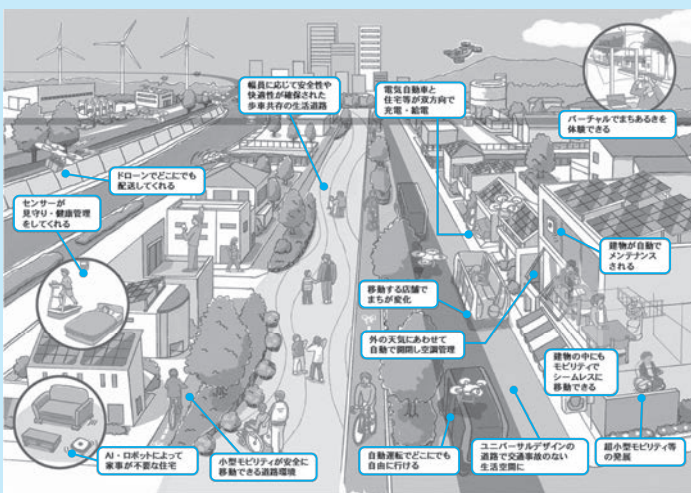 幅員に応じて安全性や
快適性が確保された
歩車共存の生活道路
電気自動車と
住宅等が双方向で
充電・給電
バーチャルでまちあるきを
体験できる
ドローンでどこにでも
配送してくれる
センサーが
見守り・健康管理
をしてくれる
建物が自動で
メンテナンス
される
移動する店舗で
まちが変化
外の天気にあわせて
自動で開閉し空調管理
建物の中にも
モビリティで
シームレスに
移動できる
AI・ロボットによって
家事が不要な住宅
小型モビリティが安全に
移動できる道路環境
自動運転でどこにでも
自由に行ける
ユニバーサルデザインの
道路で交通事故のない
生活空間に
超小型モビリティ等
の発展